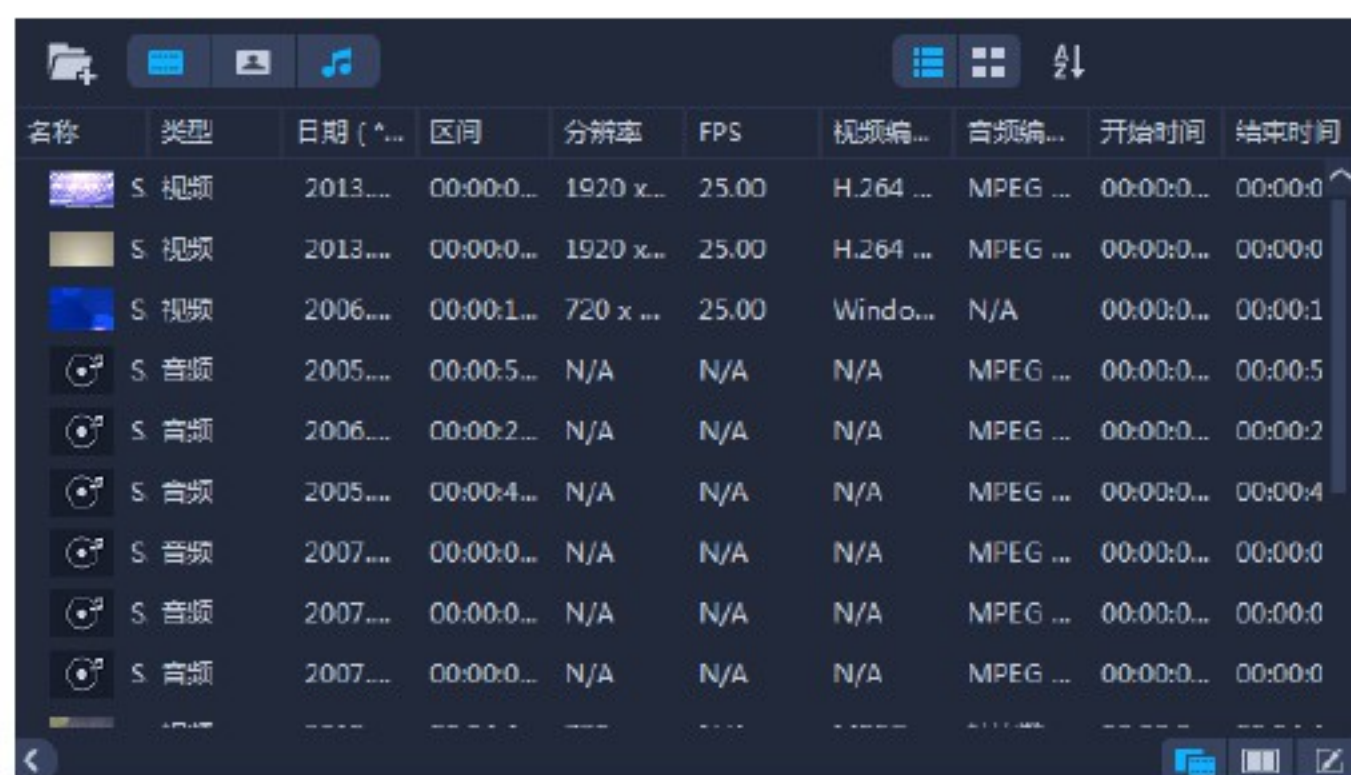 名称 类型 日期 ( ^... 区间 分辨率 FPS 视频编... 音频编... 开始时间 结束时间
S. 视频 2013.... 00:00:0... 1920 x... 25.00 H.264 ... MPEG ... 00:00:0... 00:00:0
S. 视频 2013.... 00:00:0... 1920 x... 25.00 H.264 ... MPEG ... 00:00:0... 00:00:0
S. 视频 2006.... 00:00:1... 720 x ... 25.00 Windo... N/A 00:00:0... 00:00:1
S. 音频 2005.... 00:00:5... N/A N/A N/A MPEG ... 00:00:0... 00:00:5
S. 音频 2006.... 00:00:2... N/A N/A N/A MPEG ... 00:00:0... 00:00:2
S. 音频 2005.... 00:00:4... N/A N/A N/A MPEG ... 00:00:0... 00:00:4
S. 音频 2007.... 00:00:0... N/A N/A N/A MPEG ... 00:00:0... 00:00:0
S. 音频 2007.... 00:00:0... N/A N/A N/A MPEG ... 00:00:0... 00:00:0
S. 音频 2007.... 00:00:0... N/A N/A N/A MPEG ... 00:00:0... 00:00:0